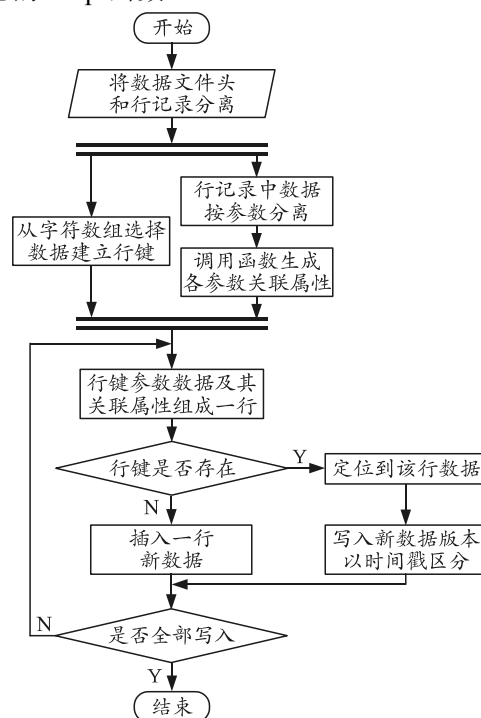 开始
将数据文件头
和行记录分离
行记录中数据
按参数分离
从字符数组选择
数据建立行键
调用函数生成
各参数关联属性
行键参数数据及其
关联属性组成一行
行键是否存在
Y
定位到该行数据
N
插入一行
新数据
写入新数据版本
以时间戳区分
N
是否全部写入
Y
结束